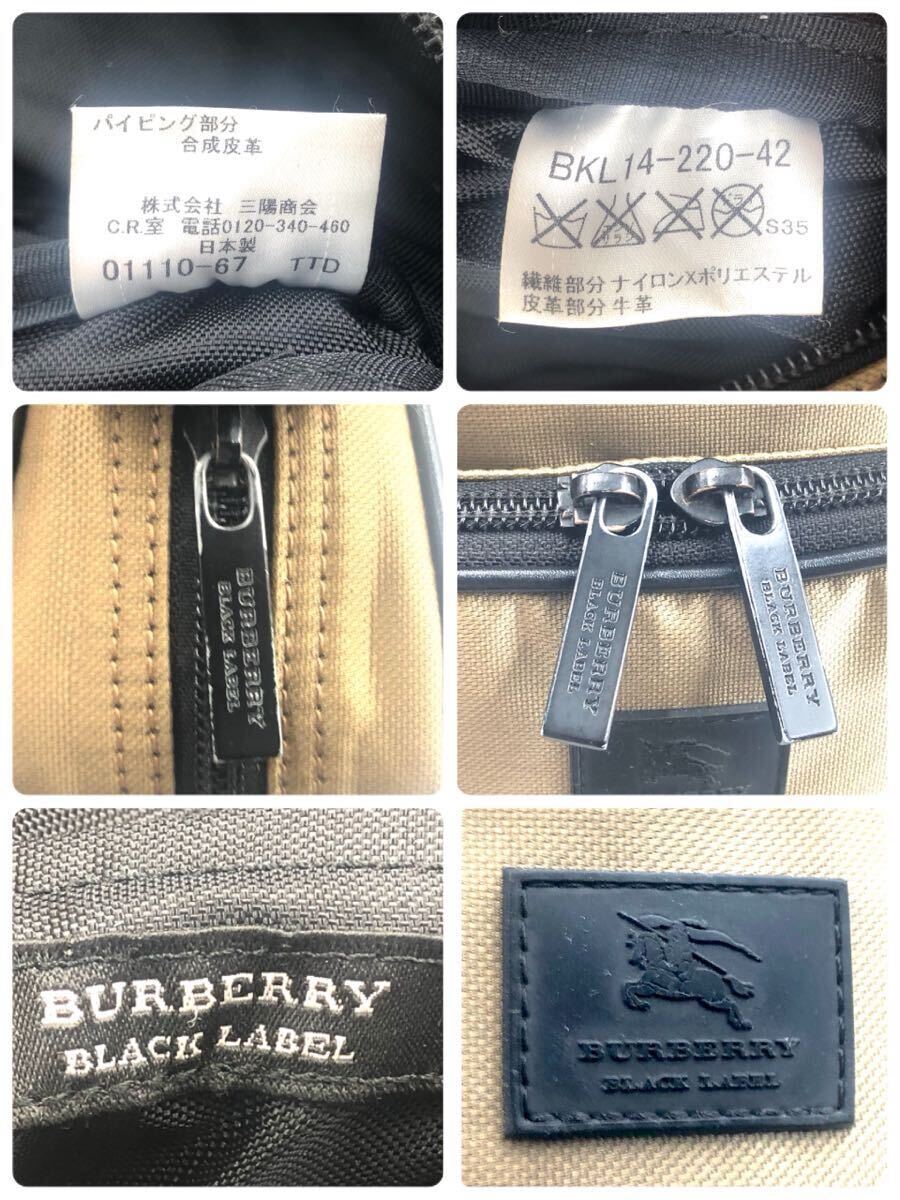 パイピング部分
合成皮革
株式会社 三陽商会
C.R.室 電話0120-340-460
日本製
01110-67 TTD
BKL14-220-42
S35
繊維部分 ナイロンXポリエステル
皮革部分 牛革
BURBERRY
BLACK LABEL
BURBERRY
BLACK LABEL
BURBERRY
BLACK LABEL
BURBERRY
BLACK LABEL
BURBERRY
BLACK LABEL